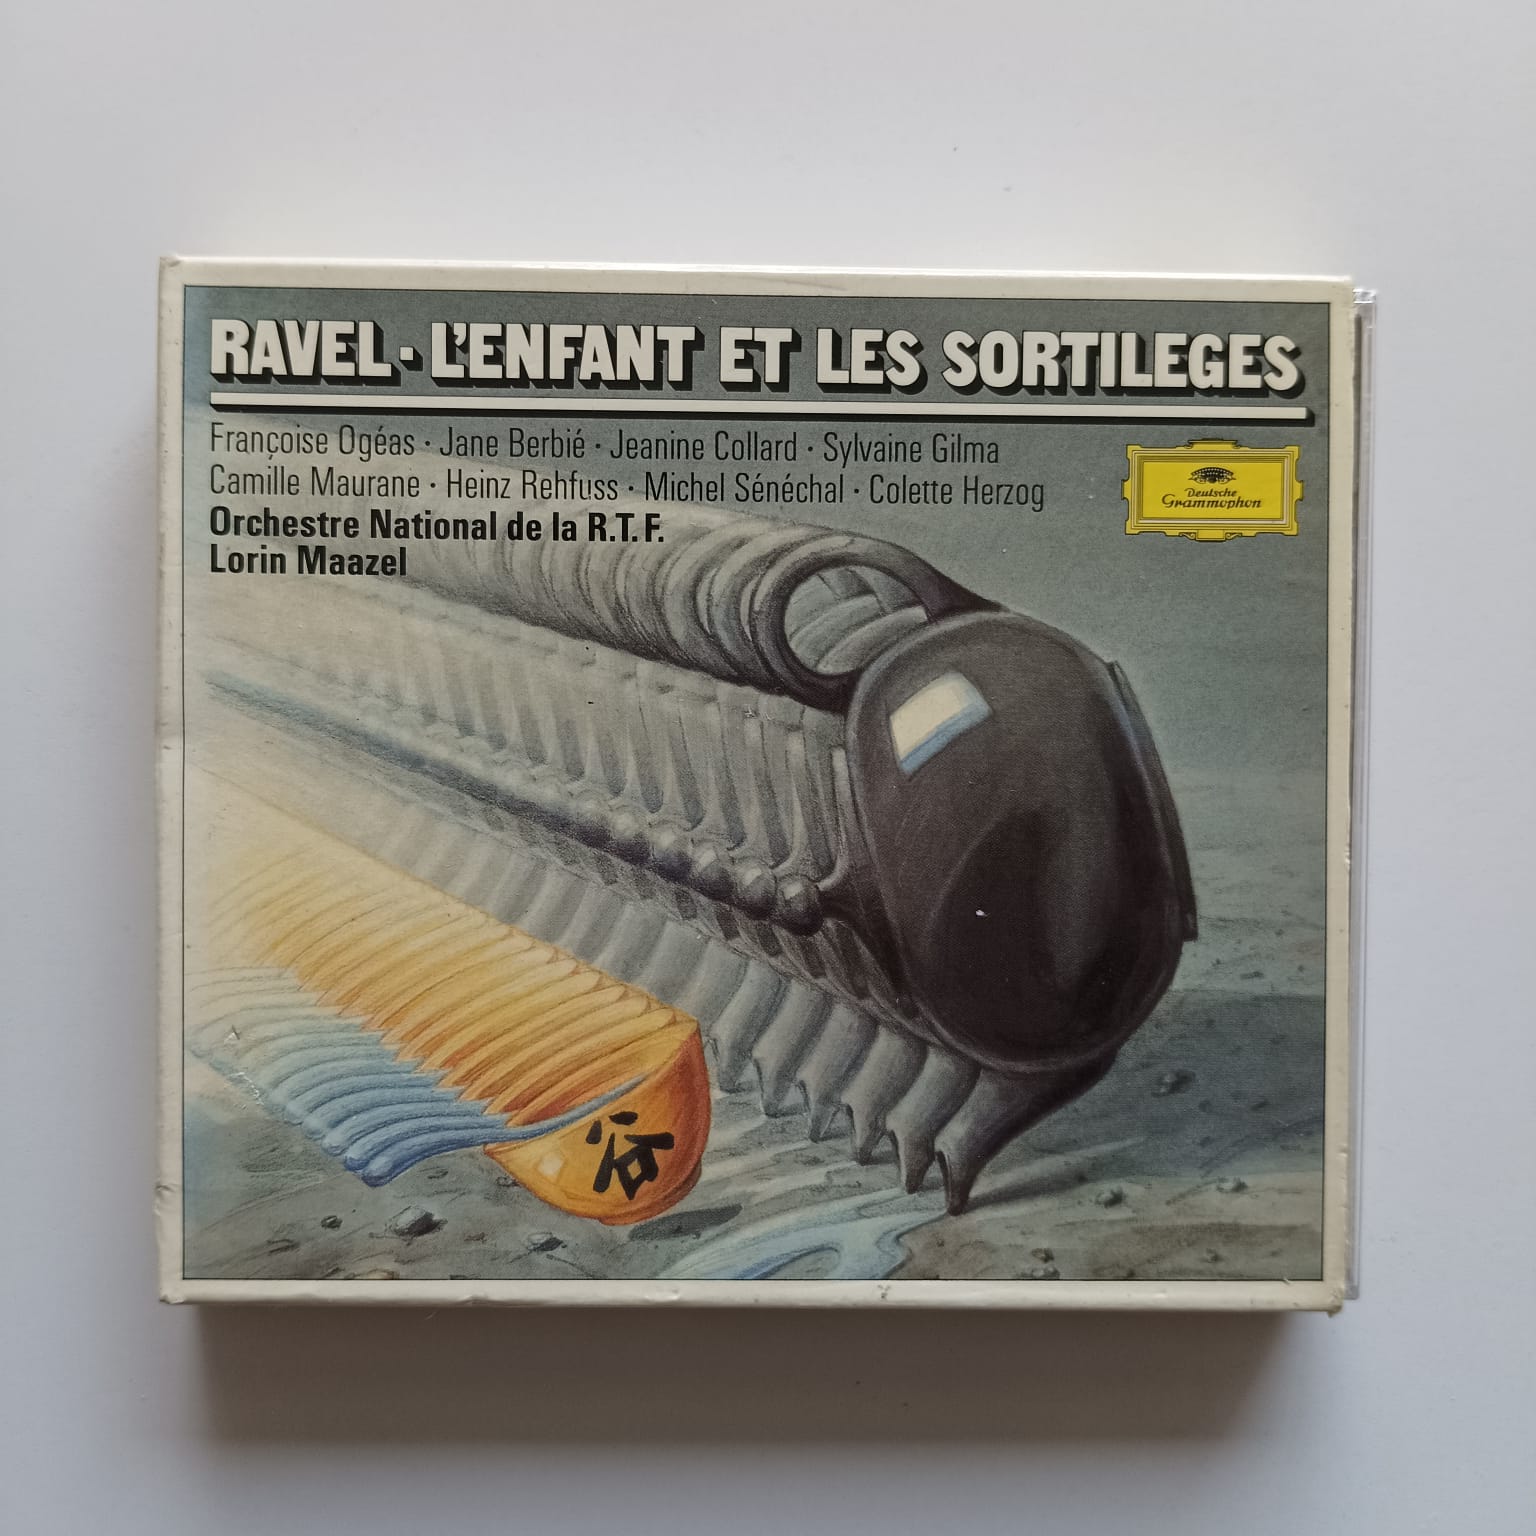 RAVEL · L'ENFANT ET LES SORTILEGES
Françoise Ogéas · Jane Berbié · Jeanine Collard · Sylvaine Gilma
Camille Maurane · Heinz Rehfuss · Michel Sénéchal · Colette Herzog
Orchestre National de la R.T.F.
Lorin Maazel
Deutsche
Grammophon
谷